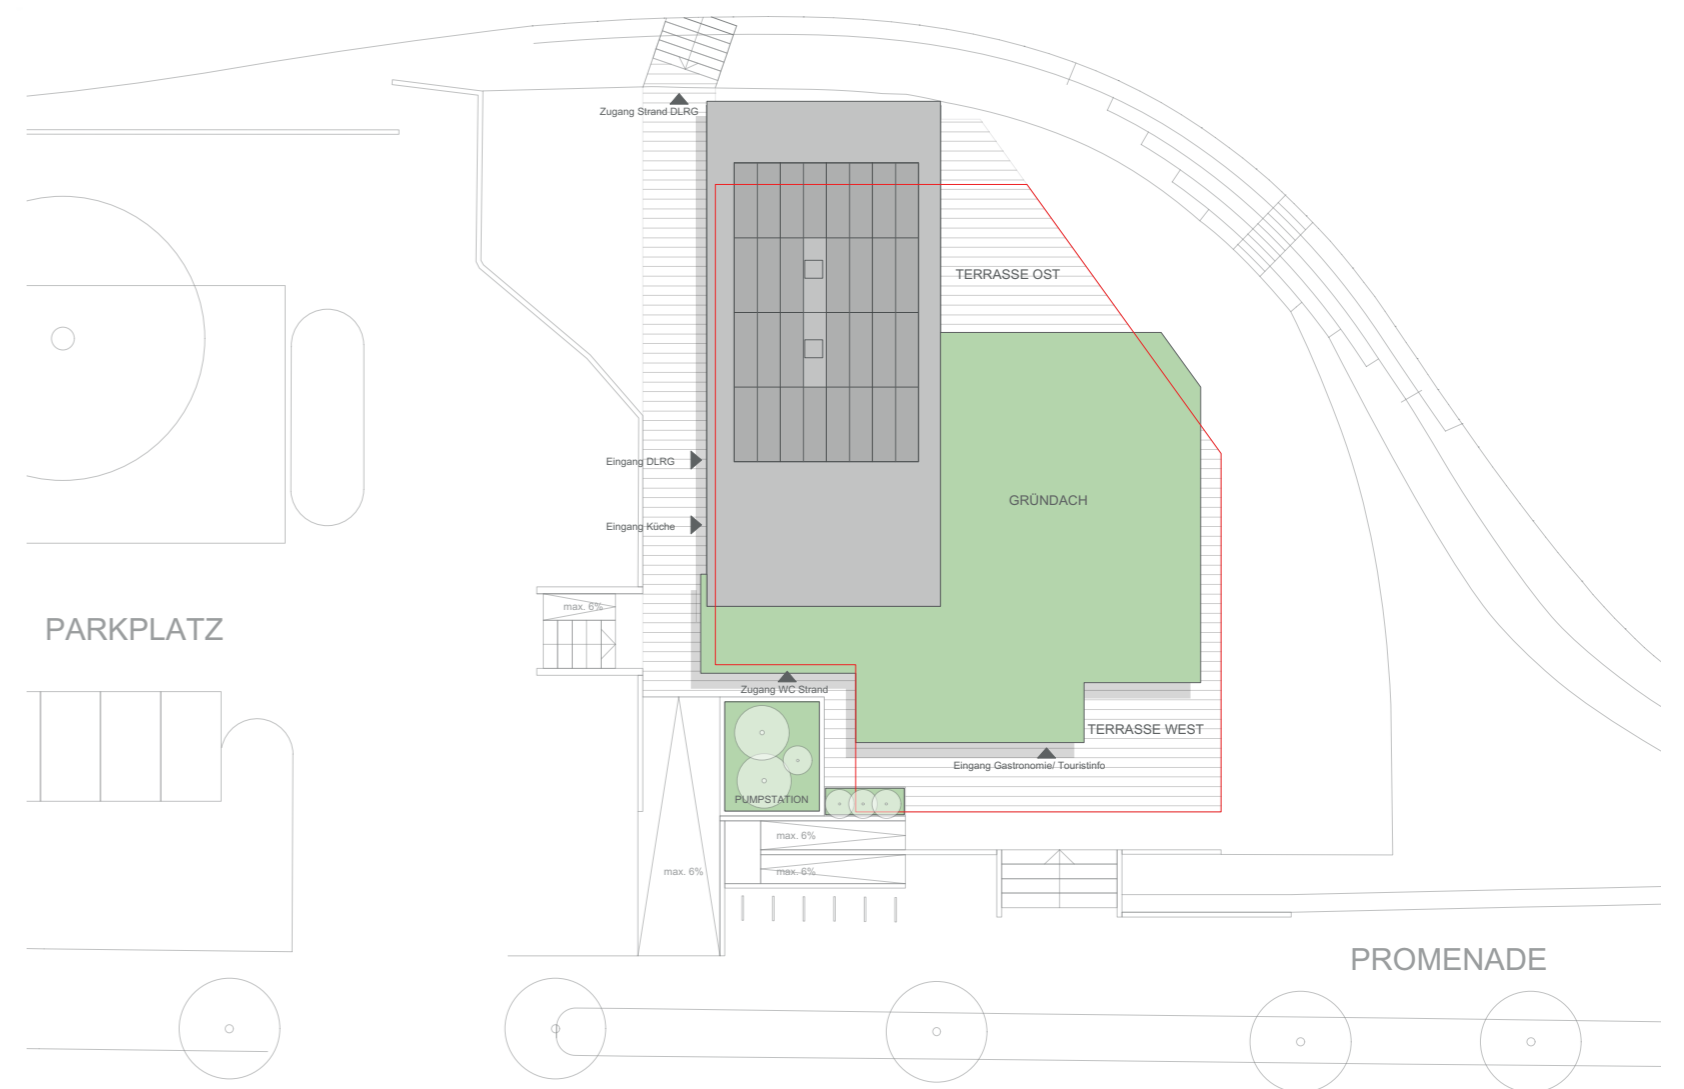 Zugang Strand DLRG
TERRASSE OST
Eingang DLRG
GRÜNDACH
Eingang Küche
max. 6%
PARKPLATZ
Zugang WC Strand
TERRASSE WEST
Eingang Gastronomie/ Touristinfo
PUMPSTATION
max. 6%
max. 6%
max. 6%
PROMENADE